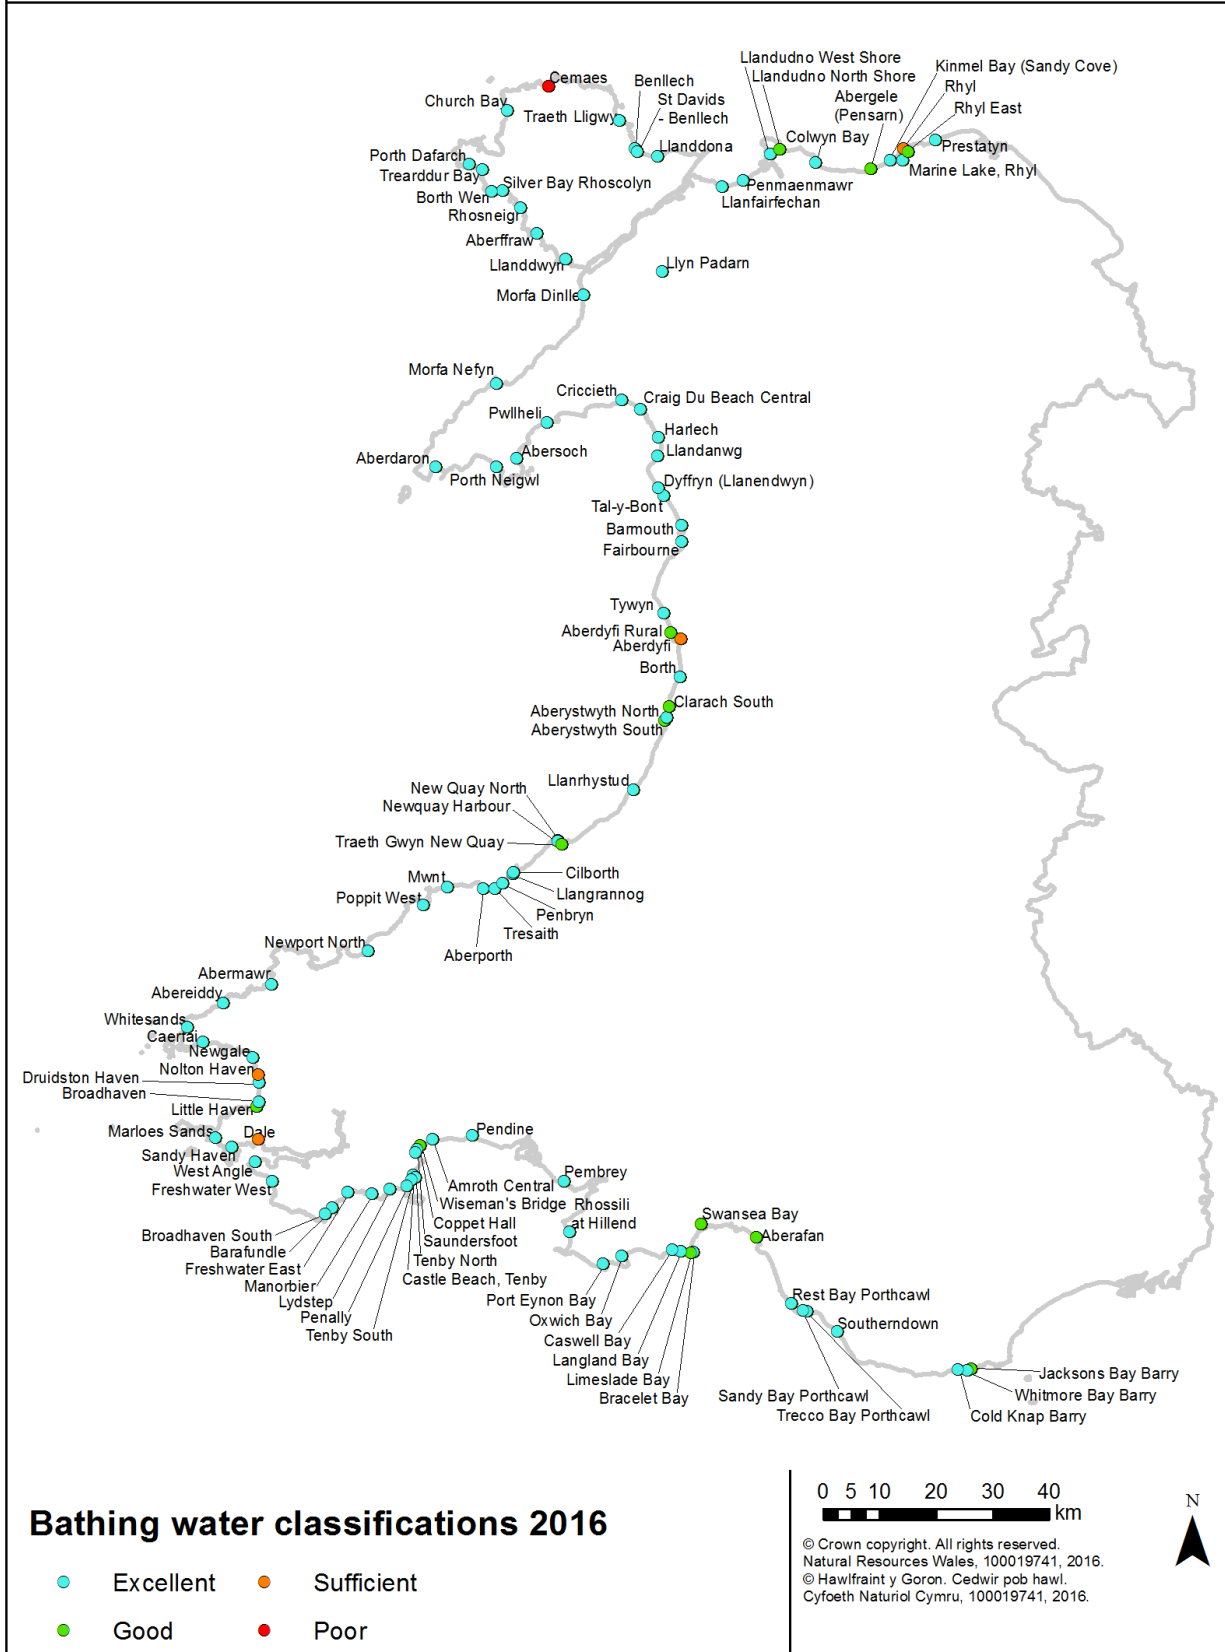 Llandudno West Shore
Llandudno North Shore
Kinmel Bay (Sandy Cove)
Rhyl
Abergele
(Pensarn)
Rhyl East
Cemaes
Benllech
St Davids
- Benllech
Church Bay
Traeth Lligwy
Llanddona
Colwyn Bay
Prestatyn
Marine Lake, Rhyl
Porth Dafarch
Trearddur Bay
Silver Bay Rhoscolyn
Borth Wen
Rhosneigr
Penmaenmawr
Llanfairfechan
Aberffraw
Llanddwyn
Llyn Padarn
Morfa Dinlle
Morfa Nefyn
Criccieth
Craig Du Beach Central
Pwllheli
Harlech
Llandanwg
Abersoch
Aberdaron
Porth Neigwl
Dyffryn (Llanendwyn)
Tal-y-Bont
Barmouth
Fairbourne
Tywyn
Aberdyfi Rural
Aberdyfi
Borth
Clarach South
Aberystwyth North
Aberystwyth South
Llanrhystud
New Quay North
Newquay Harbour
Traeth Gwyn New Quay
Cilborth
Mwnt
Llangrannog
Poppit West
Penbryn
Tresaith
Aberporth
Newport North
Abermawr
Abereiddy
Whitesands
Caerfai
Newgale
Nolton Haven
Druidston Haven
Broadhaven
Little Haven
Marloes Sands
Dale
Sandy Haven
West Angle
Freshwater West
Pendine
Pembrey
Amroth Central
Wiseman's Bridge
Coppet Hall
Saundersfoot
Tenby North
Castle Beach, Tenby
Rhossili
at Hillend
Broadhaven South
Barafundle
Freshwater East
Manorbier
Lydstep
Penally
Tenby South
Swansea Bay
Aberafan
Port Eynon Bay
Oxwich Bay
Caswell Bay
Langland Bay
Limeslade Bay
Bracelet Bay
Rest Bay Porthcawl
Southerndown
Sandy Bay Porthcawl
Trecco Bay Porthcawl
Jacksons Bay Barry
Whitmore Bay Barry
Cold Knap Barry
Bathing water classifications 2016
Excellent
Sufficient
Good
Poor
0 5 10 20 30 40
km
© Crown copyright. All rights reserved.
Natural Resources Wales, 100019741, 2016.
© Hawlfraint y Goron. Cedwir pob hawl.
Cyfoeth Naturiol Cymru, 100019741, 2016.
N